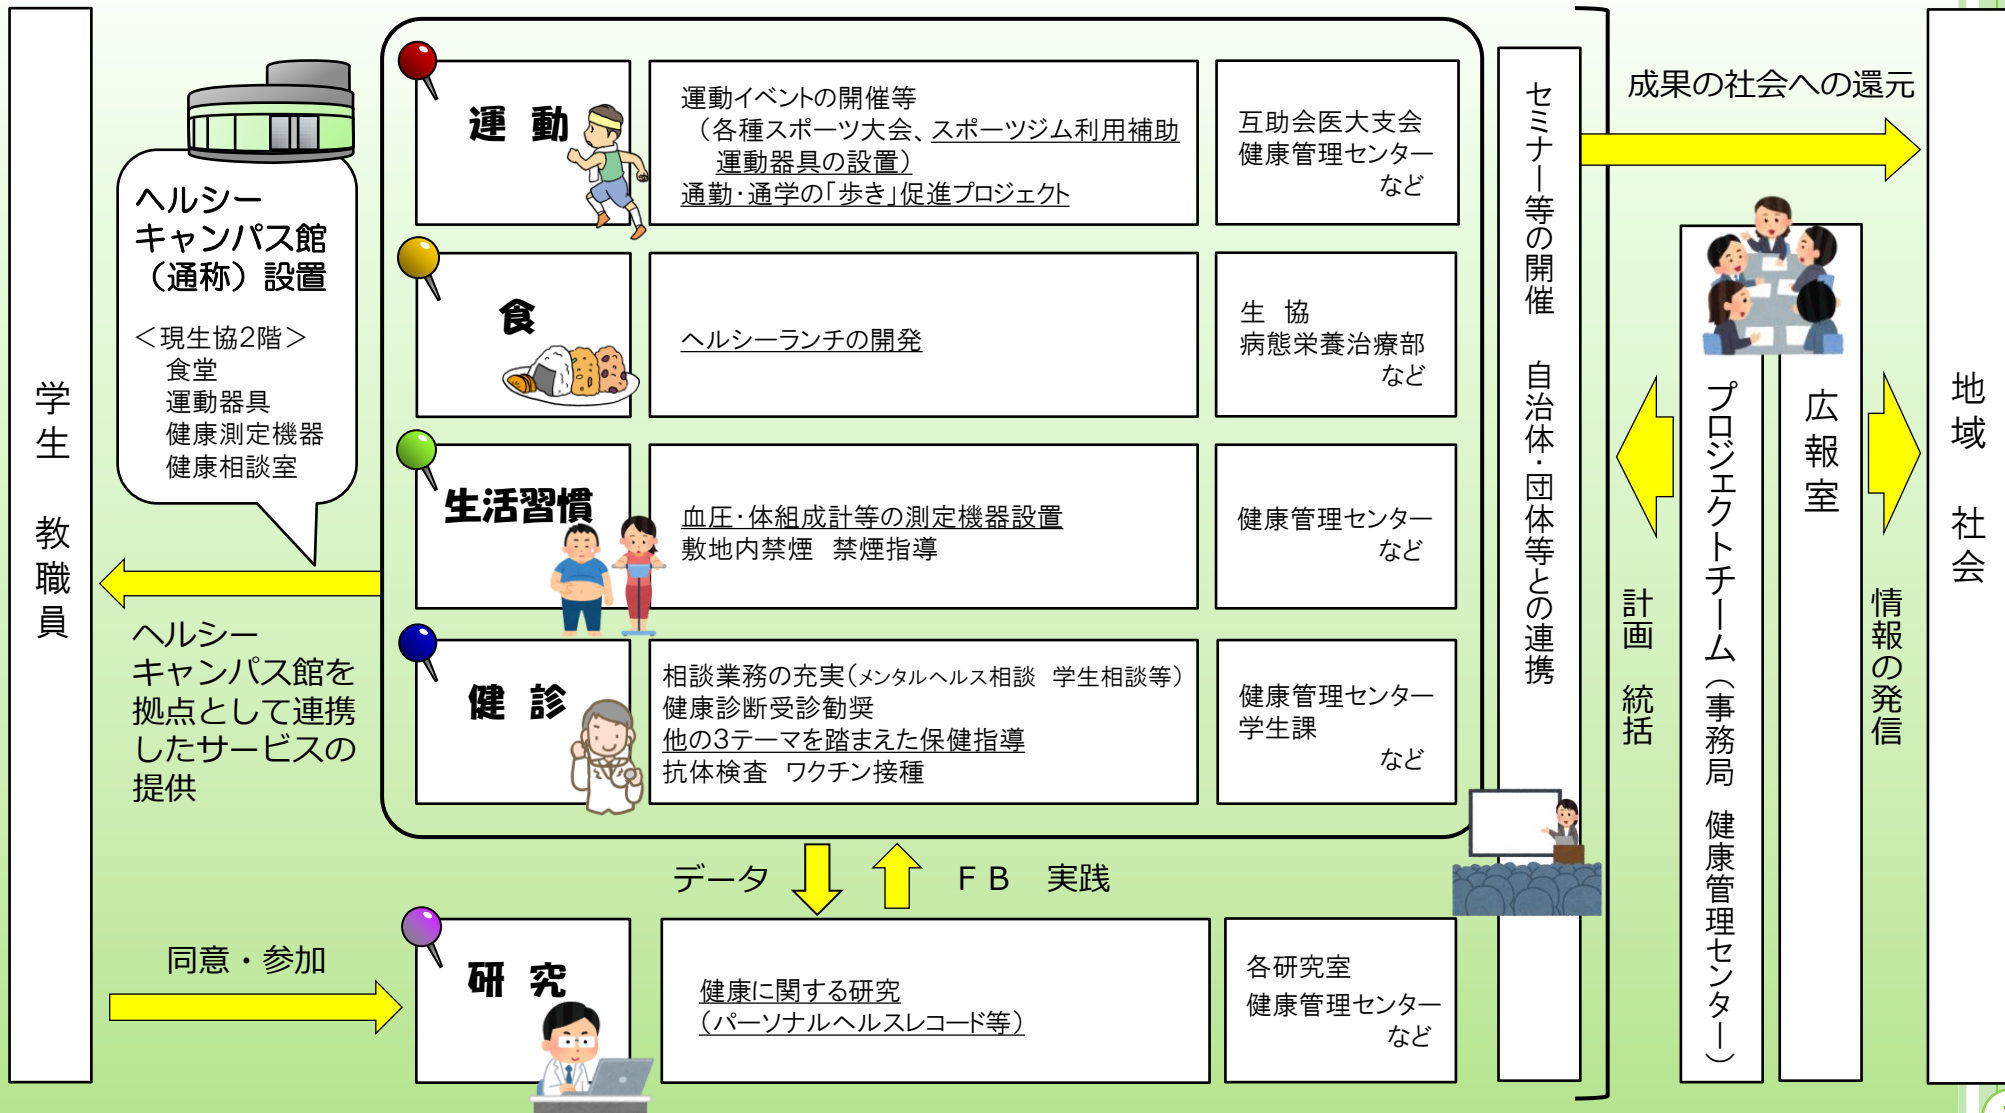 学生　教職員
ヘルシー
キャンパス館
（通称）設置
＜現生協2階＞
食堂
運動器具
健康測定機器
健康相談室
ヘルシー
キャンパス館を
拠点として連携
したサービスの
提供
同意・参加
運 動
運動イベントの開催等
（各種スポーツ大会、スポーツジム利用補助
運動器具の設置）
通勤・通学の「歩き」促進プロジェクト
互助会医大支会
健康管理センター
など
食
ヘルシーランチの開発
生　協
病態栄養治療部
など
生活習慣
血圧・体組成計等の測定機器設置
敷地内禁煙　禁煙指導
健康管理センター
など
健 診
相談業務の充実（メンタルヘルス相談　学生相談等）
健康診断受診勧奨
他の3テーマを踏まえた保健指導
抗体検査　ワクチン接種
健康管理センター
学生課
など
データ
ＦＢ　実践
研 究
健康に関する研究
（パーソナルヘルスレコード等）
各研究室
健康管理センター
など
セミナー等の開催　自治体・団体等との連携
成果の社会への還元
計画　統括
プロジェクトチーム（事務局 健康管理センター）
広報室
情報の発信
地域　社会